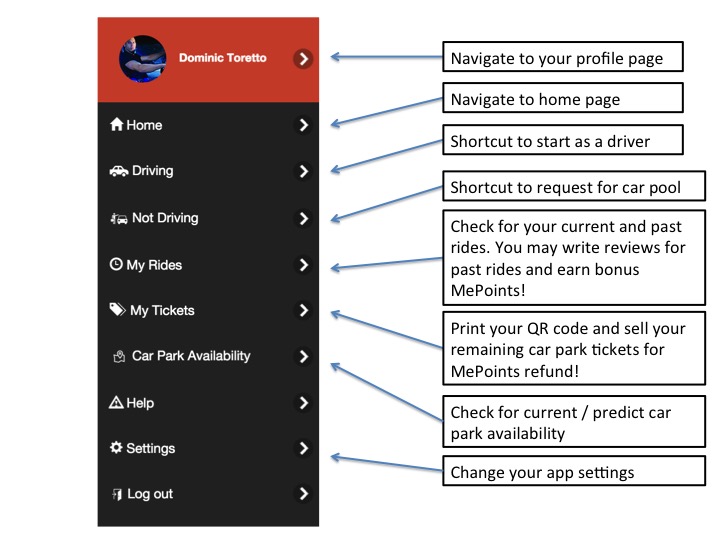 Dominic Toretto
Navigate to your profile page
Home
Navigate to home page
Driving
Shortcut to start as a driver
Not Driving
Shortcut to request for car pool
My Rides
Check for your current and past
rides. You may write reviews for
past rides and earn bonus
MePoints!
My Tickets
Print your QR code and sell your
remaining car park tickets for
MePoints refund!
Car Park Availability
Check for current / predict car
park availability
Help
Settings
Change your app settings
Log out